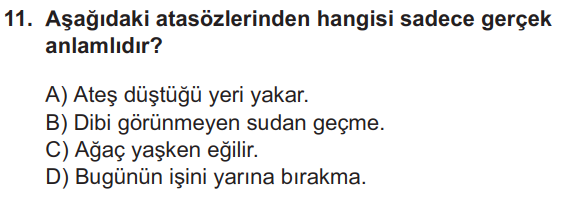 11. Aşağıdaki atasözlerinden hangisi sadece gerçek
anlamlıdır?
A) Ateş düştüğü yeri yakar.
B) Dibi görünmeyen sudan geçme.
C) Ağaç yaşken eğilir.
D) Bugünün işini yarına bırakma.